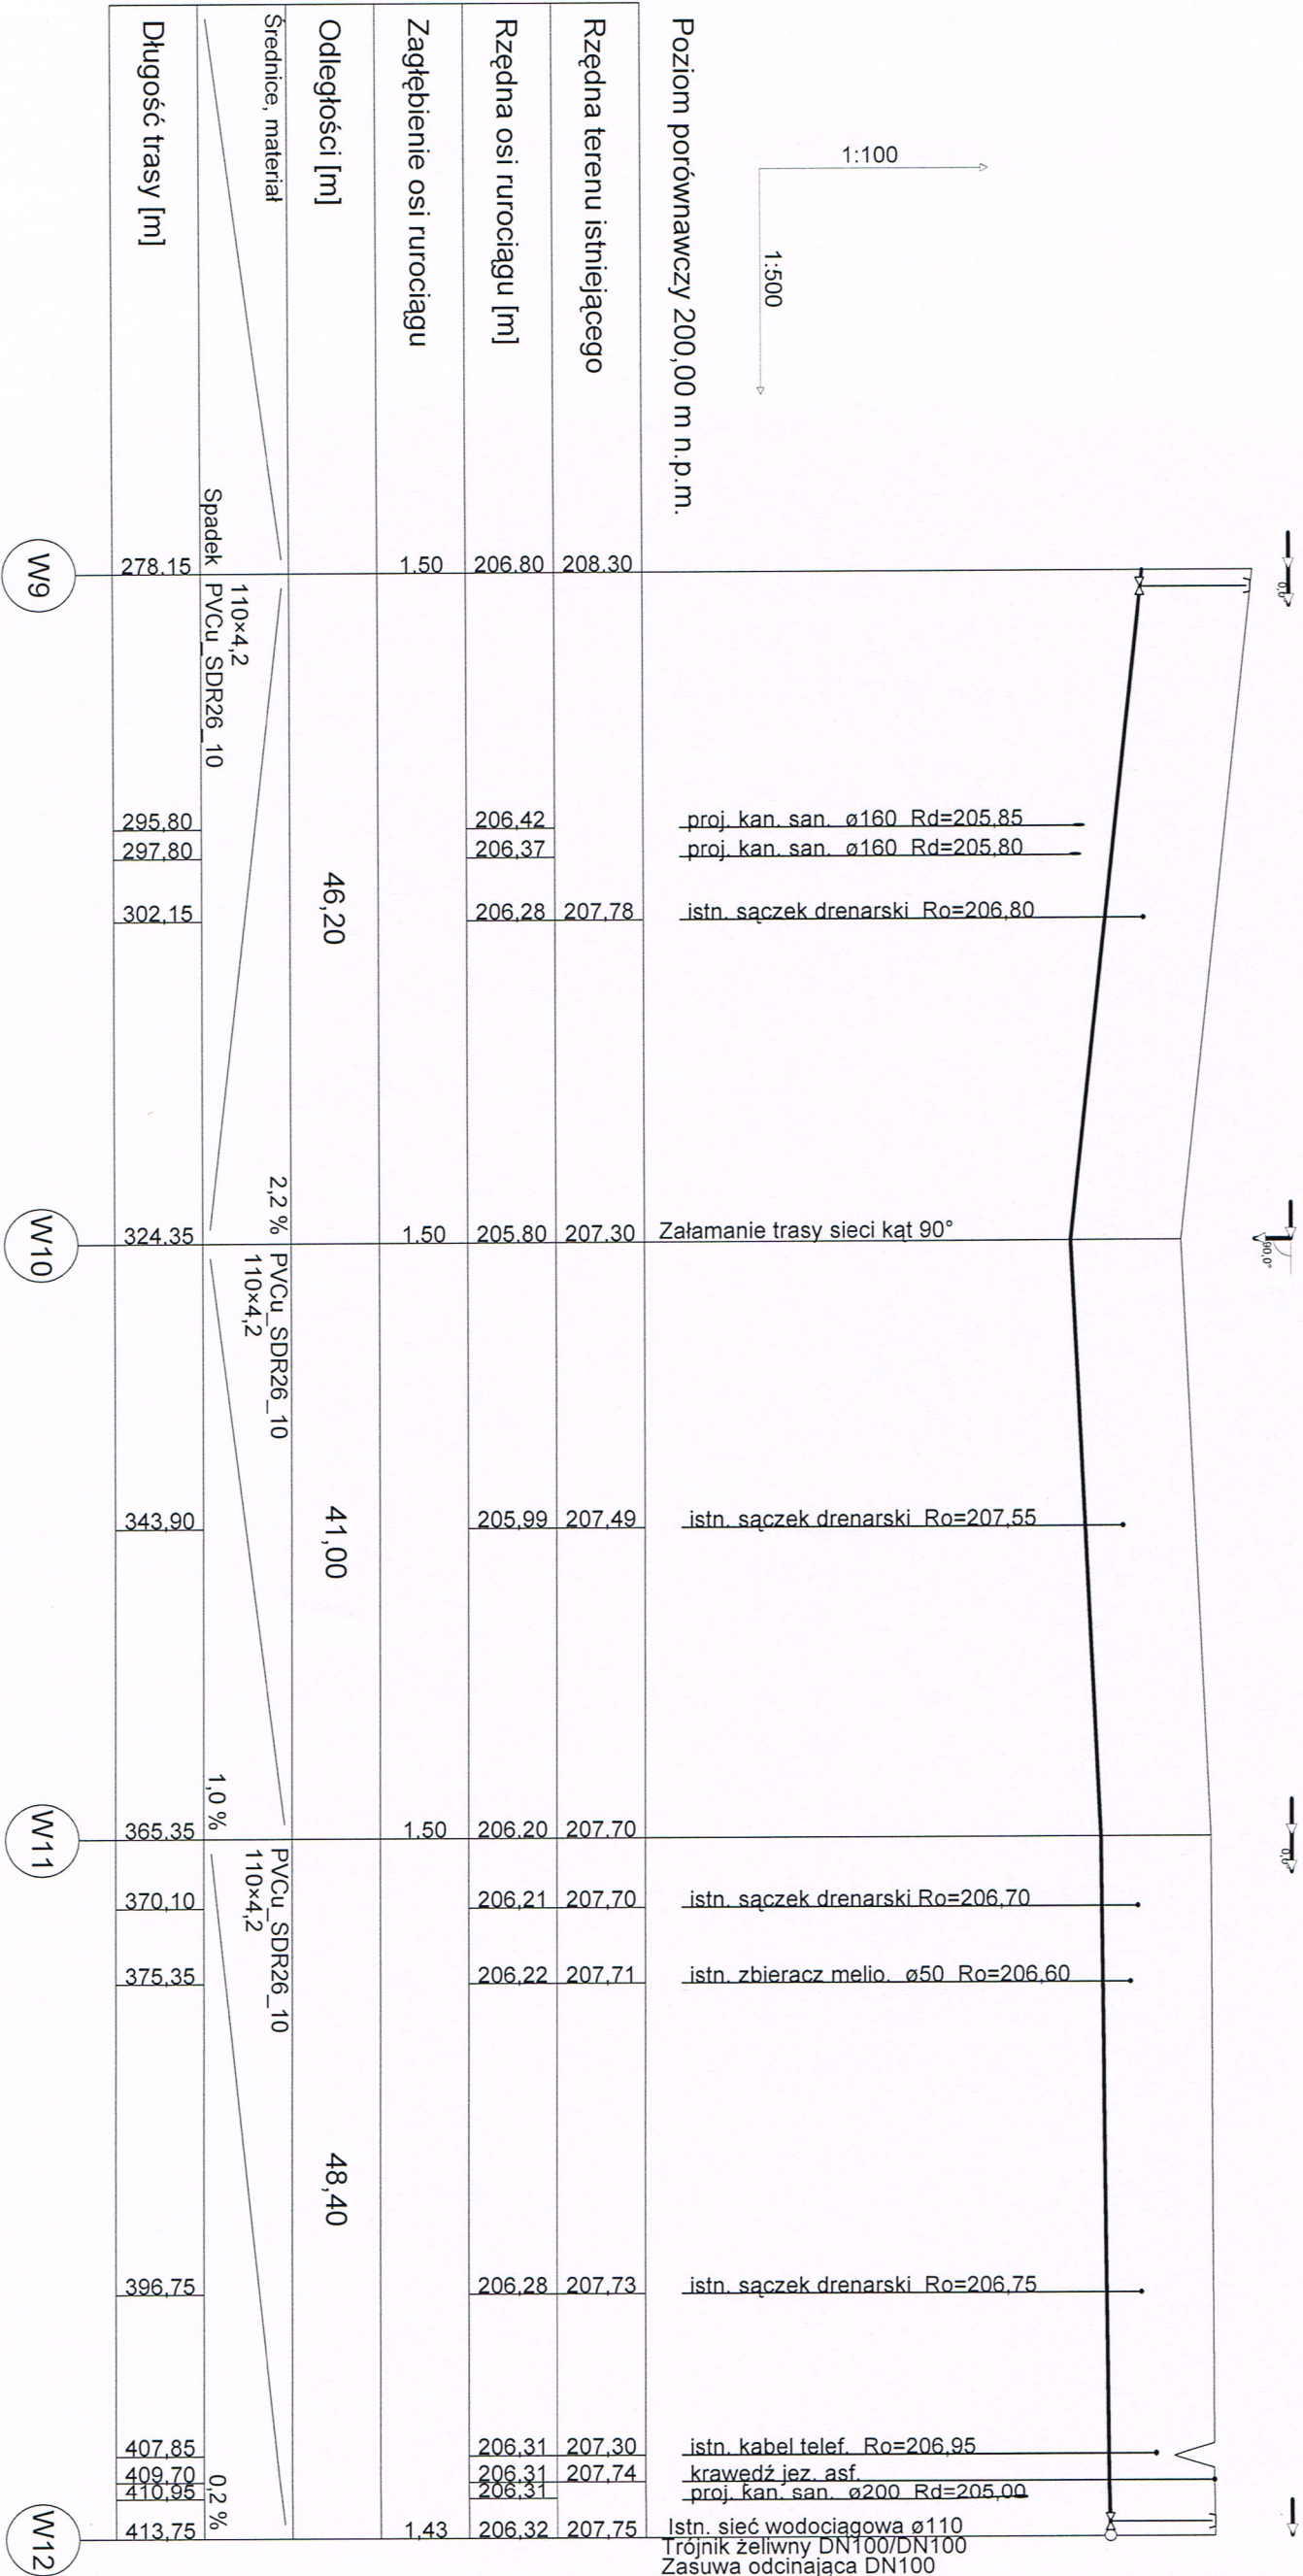 1:100
1:500
Poziom porównawczy 200,00 m n.p.m.
Rzędna terenu istniejącego
208.30
207,78
207.30
207,49
207.70
207,70
207,71
207,73
207,30
207,74
207,75
Rzędna osi rurociągu [m]
206.80
206,42
206,37
206,28
205.80
205,99
206.20
206,21
206,22
206,28
206,31
206,31
206,31
206,32
Zagłębienie osi rurociągu
1.50
1.50
1.50
1,43
Odległości [m]
46,20
41,00
48,40
Średnice, materiał
Spadek
110×4,2
PVCu_SDR26_10
2,2 %
PVCu_SDR26_10
110×4,2
1,0 %
PVCu_SDR26_10
110×4,2
0,2 %
Długość trasy [m]
278.15
295,80
297,80
302,15
324.35
343,90
365.35
370,10
375,35
396,75
407,85
409,70
410,95
413,75
W9
W10
W11
W12
proj. kan. san. ø160 Rd=205,85
proj. kan. san. ø160 Rd=205,80
istn. sączek drenarski Ro=206,80
Załamanie trasy sieci kąt 90°
istn. sączek drenarski Ro=207,55
istn. sączek drenarski Ro=206,70
istn. zbieracz melio. ø50 Ro=206,60
istn. sączek drenarski Ro=206,75
istn. kabel telef. Ro=206,95
krawędź jez. asf.
proj. kan. san. ø200 Rd=205,00
Istn. sieć wodociągowa ø110
Trójnik żeliwny DN100/DN100
Zasuwa odcinająca DN100
0,0°
90,0°
0,0°